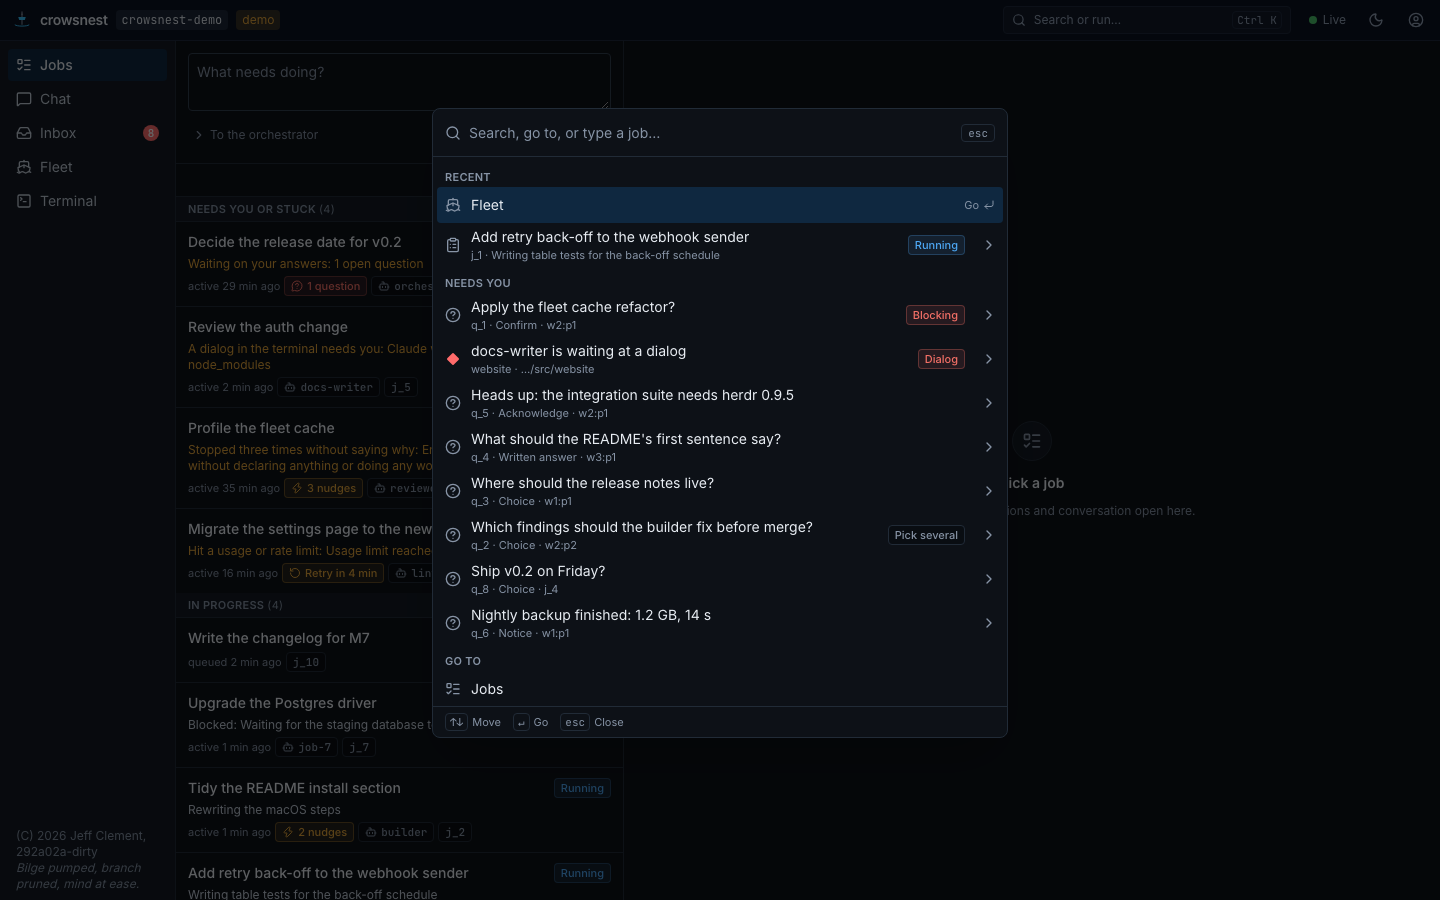 crowsnest crowsnest-demo demo
Search or run... Ctrl K
Live
Jobs
Chat
Inbox 8
Fleet
Terminal
(C) 2026 Jeff Clement,
292a02a-dirty
Bilge pumped, branch
pruned, mind at ease.
What needs doing?
To the orchestrator
NEEDS YOU OR STUCK (4)
Decide the release date for v0.2
Waiting on your answers: 1 open question
active 29 min ago 1 question
Review the auth change
A dialog in the terminal needs you: Claude
node_modules
active 2 min ago docs-writer j_5
Profile the fleet cache
Stopped three times without saying why:
without declaring anything or doing any
active 35 min ago 3 nudges
Migrate the settings page to the new
Hit a usage or rate limit: Usage limit
active 16 min ago Retry in 4 min
IN PROGRESS (4)
Write the changelog for M7
queued 2 min ago j_10
Upgrade the Postgres driver
Blocked: Waiting for the staging database
active 1 min ago job-7 j_7
Tidy the README install section Running
Rewriting the macOS steps
active 1 min ago 2 nudges builder j_2
Add retry back-off to the webhook sender Running
Writing table tests for the back-off schedule
Search, go to, or type a job... esc
RECENT
Fleet Go
Add retry back-off to the webhook sender Running
j_1 · Writing table tests for the back-off schedule
NEEDS YOU
Apply the fleet cache refactor? Blocking
q_1 · Confirm · w2:p1
docs-writer is waiting at a dialog Dialog
website · .../src/website
Heads up: the integration suite needs herdr 0.9.5
q_5 · Acknowledge · w2:p1
What should the README's first sentence say?
q_4 · Written answer · w3:p1
Where should the release notes live?
q_3 · Choice · w1:p1
Which findings should the builder fix before merge? Pick several
q_2 · Choice · w2:p2
Ship v0.2 on Friday?
q_8 · Choice · j_4
Nightly backup finished: 1.2 GB, 14 s
q_6 · Notice · w1:p1
GO TO
Jobs
↑↓ Move ↵ Go esc Close
a job
and conversation open here.